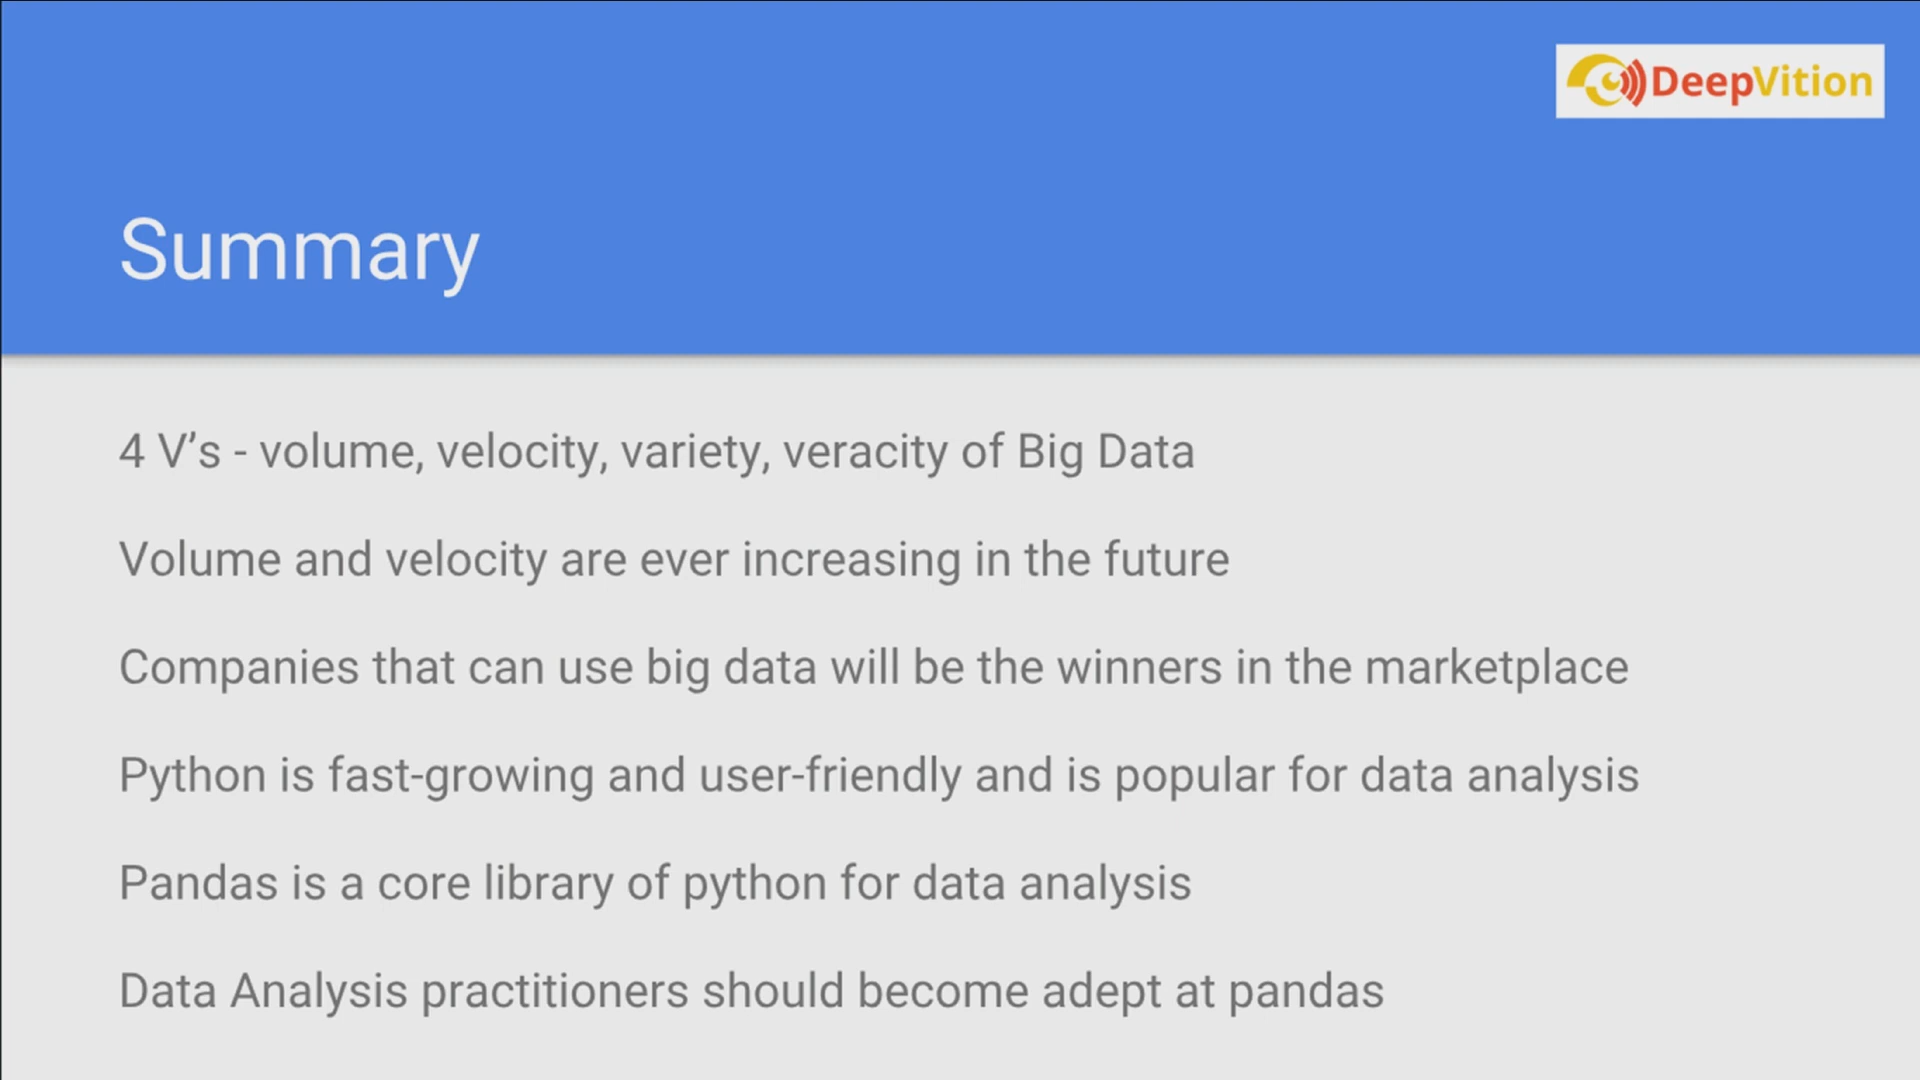 DeepVition
Summary
4 V’s - volume, velocity, variety, veracity of Big Data
Volume and velocity are ever increasing in the future
Companies that can use big data will be the winners in the marketplace
Python is fast-growing and user-friendly and is popular for data analysis
Pandas is a core library of python for data analysis
Data Analysis practitioners should become adept at pandas